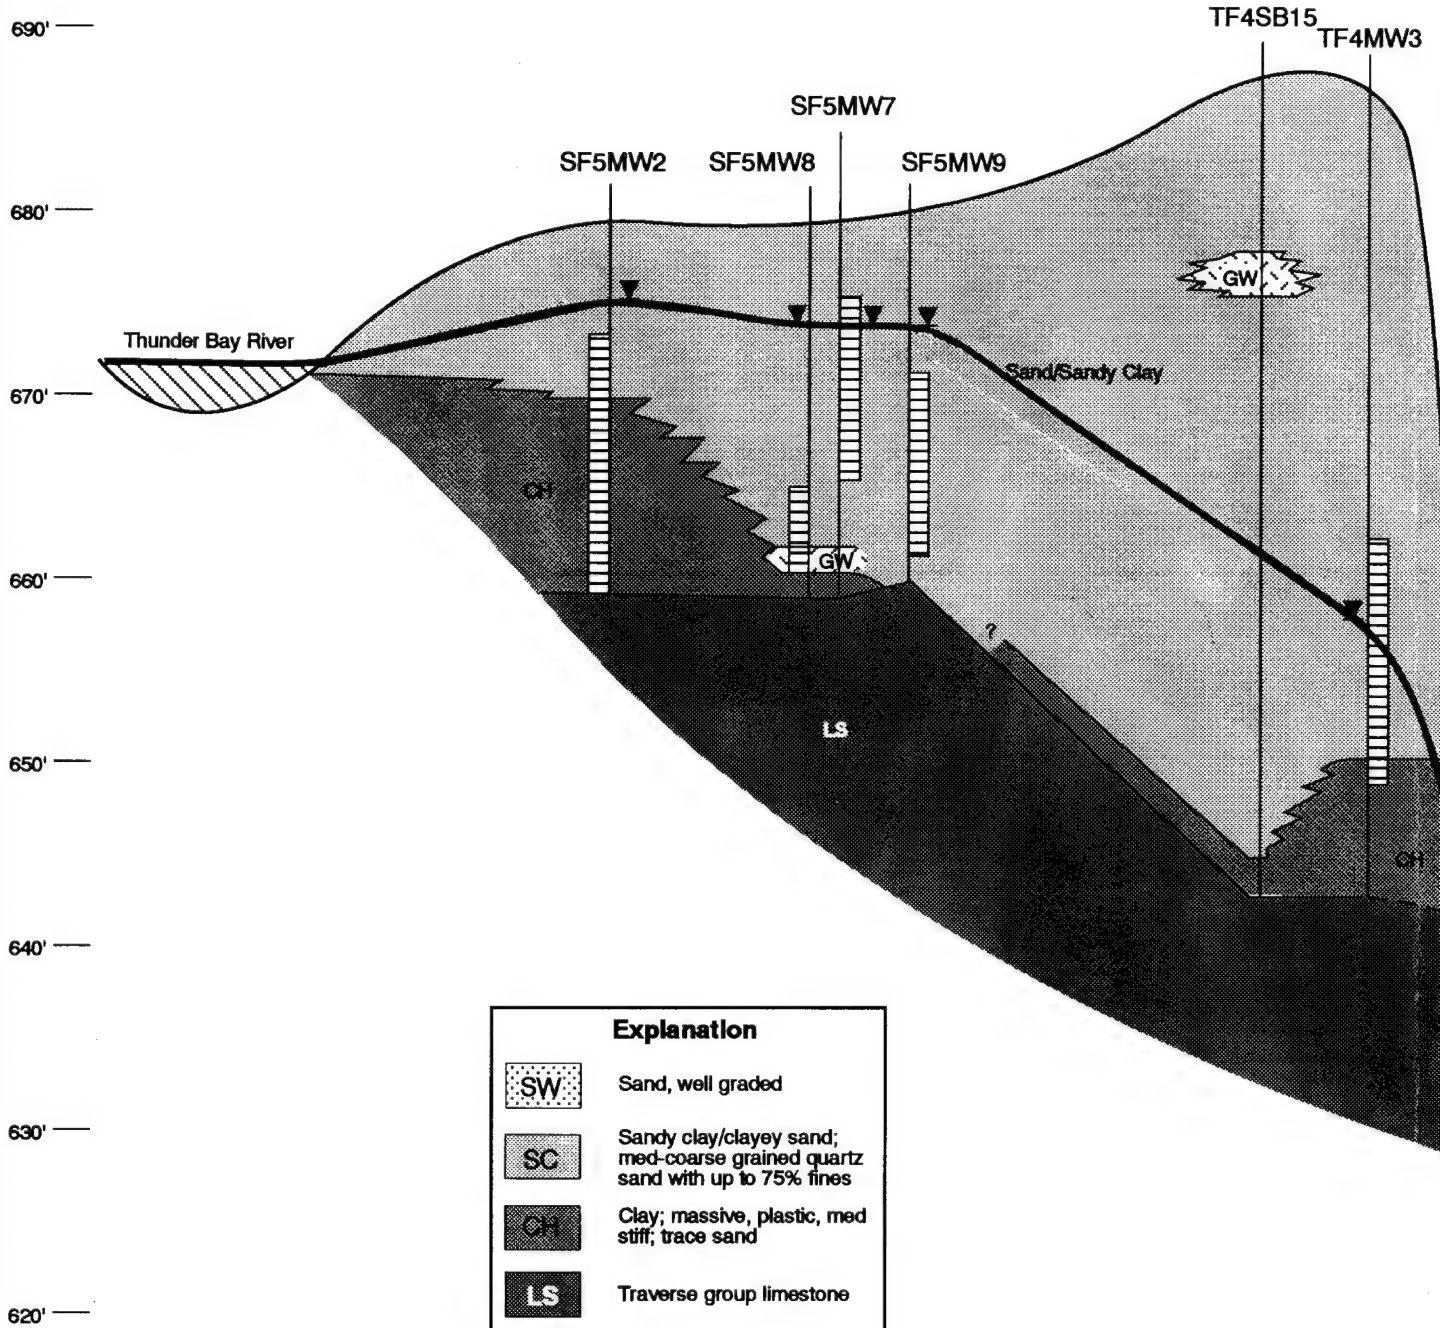 690'
TF4SB15
TF4MW3
SF5MW7
SF5MW2
SF5MW8
SF5MW9
680'
GW
Thunder Bay River
Sand/Sandy Clay
670'
CH
GW
660'
?
LS
650'
CH
640'
Explanation
SW
Sand, well graded
630'
SC
Sandy clay/clayey sand;
med-coarse grained quartz
sand with up to 75% fines
CH
Clay; massive, plastic, med
stiff; trace sand
LS
Traverse group limestone
620'